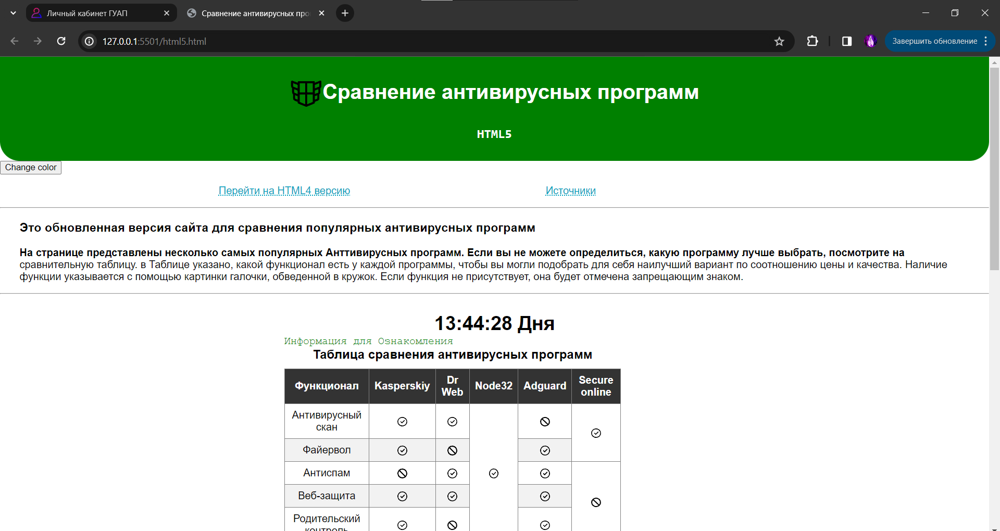 Личный кабинет ГУАП
Сравнение антивирусных про
127.0.0.1:5501/html5.html
Завершить обновление
Сравнение антивирусных программ
HTML5
Change color
Перейти на HTML4 версию
Источники
Это обновленная версия сайта для сравнения популярных антивирусных программ
На странице представлены несколько самых популярных Анттивирусных программ. Если вы не можете определиться, какую программу лучше выбрать, посмотрите на
сравнительную таблицу. в Таблице указано, какой функционал есть у каждой программы, чтобы вы могли подобрать для себя наилучший вариант по соотношению цены и качества. Наличие
функции указывается с помощью картинки галочки, обведенной в кружок. Если функция не присутствует, она будет отмечена запрещающим знаком.
13:44:28 Дня
Информация для Ознакомления
Таблица сравнения антивирусных программ
Функционал Kasperskiy Dr Web Node32 Adguard Secure online
Антивирусный
скан
Файервол
Антиспам
Веб-защита
Родительский
контроль